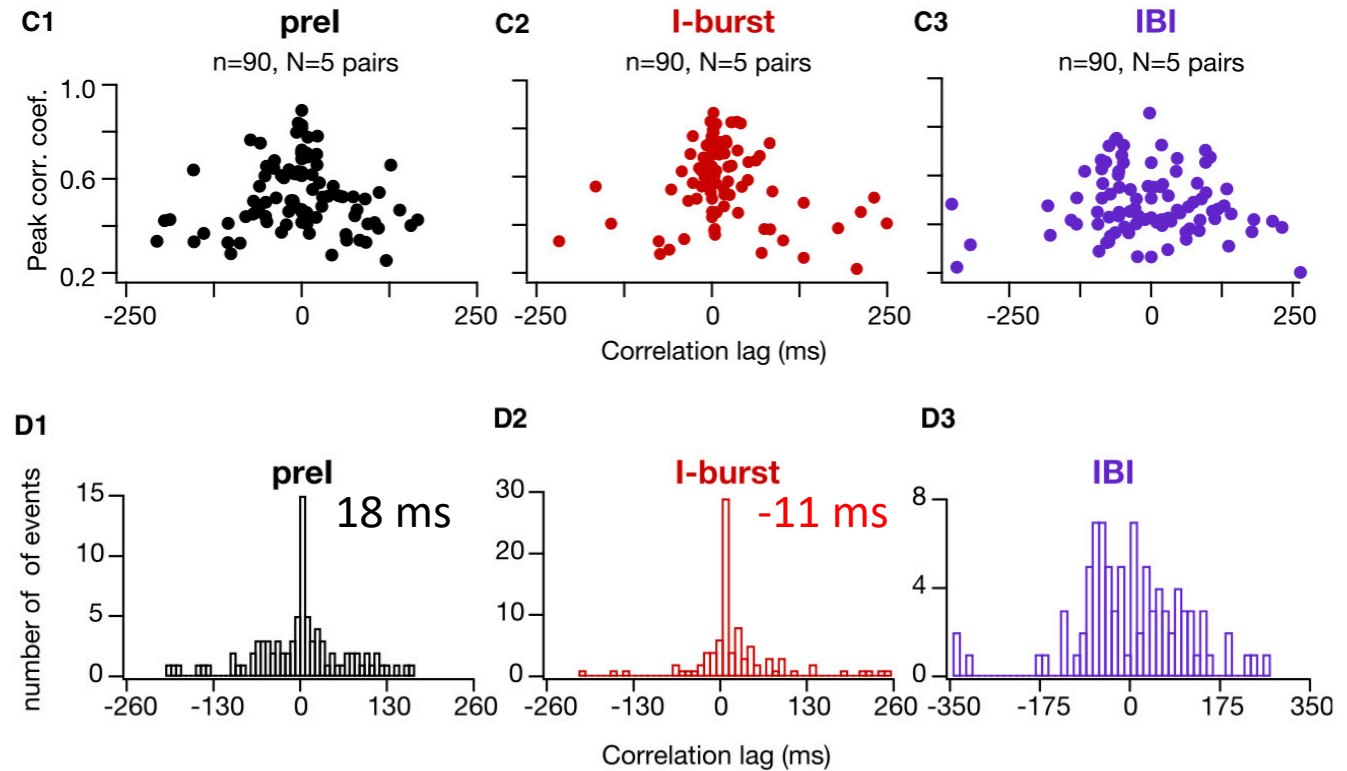 C1
preI
C2
I-burst
C3
IBI
n=90, N=5 pairs
n=90, N=5 pairs
n=90, N=5 pairs
Peak corr. coef.
1.0
0.6
0.2
-250
0
250
-250
0
250
-250
0
250
Correlation lag (ms)
D1
D2
D3
preI
I-burst
IBI
number of of events
15
10
5
0
18 ms
30
20
10
0
-11 ms
8
4
0
-260
-130
0
130
260
-260
-130
0
130
260
-350
-175
0
175
350
Correlation lag (ms)